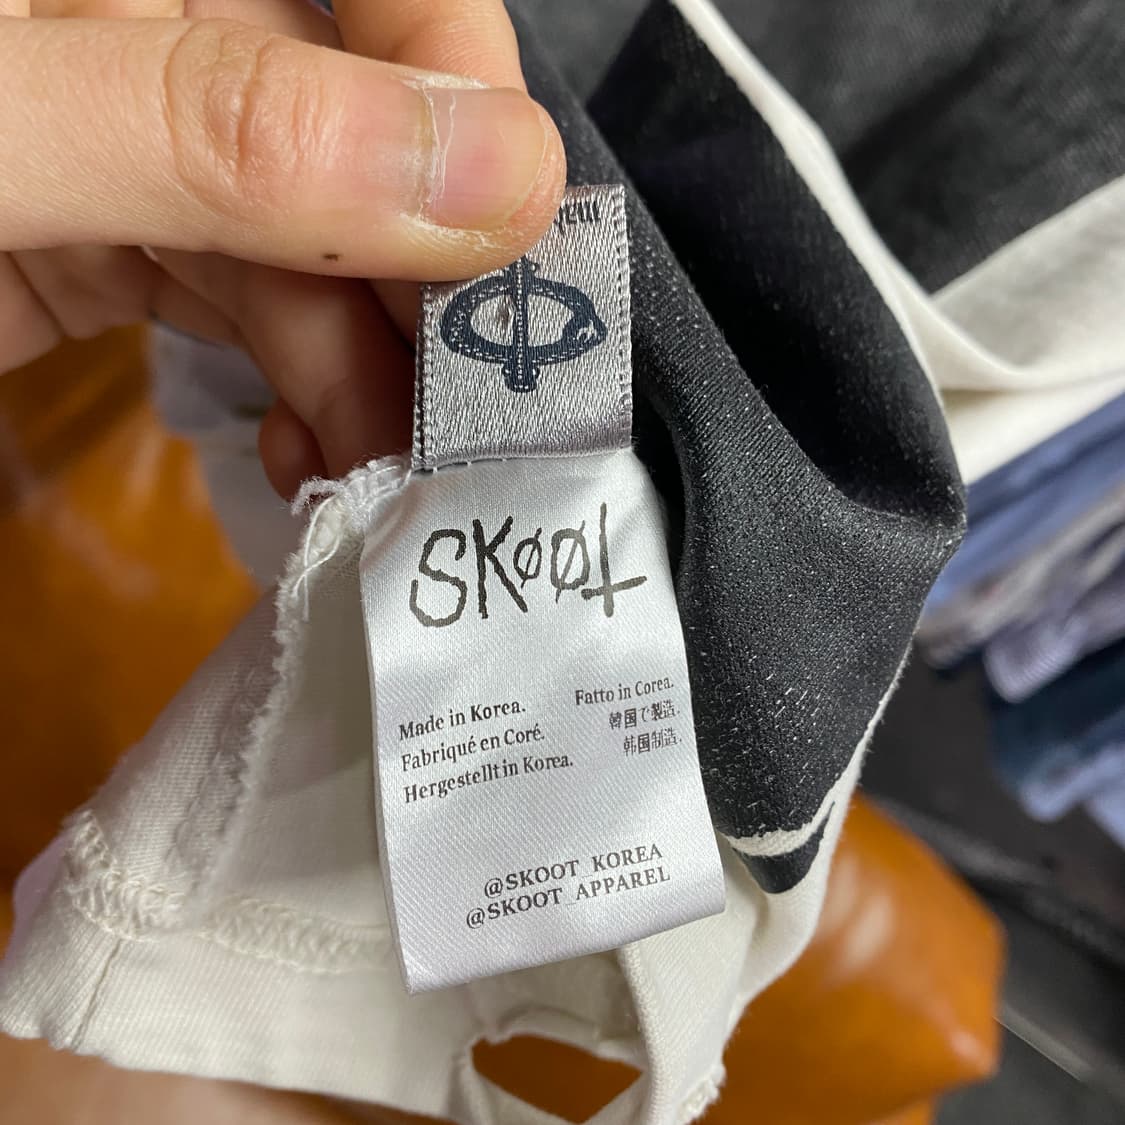 SKØØT
Made in Korea.
Fabriqué en Coré.
Hergestellt in Korea.
Fatto in Corea.
韓国で製造.
韩国制造.
@SKOOT_KOREA
@SKOOT_APPAREL